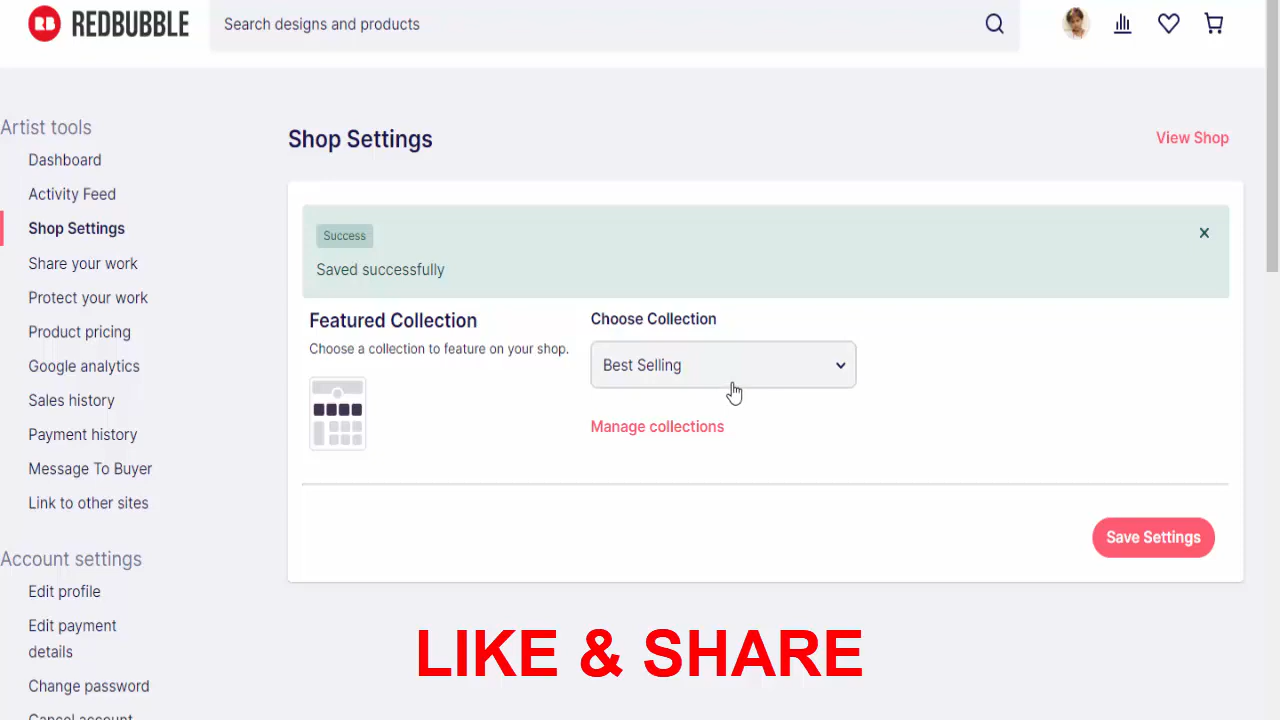 RB REDBUBBLE
Search designs and products
Artist tools
Dashboard
Activity Feed
Shop Settings
Share your work
Protect your work
Product pricing
Google analytics
Sales history
Payment history
Message To Buyer
Link to other sites
Account settings
Edit profile
Edit payment
details
Change password
Cancel account
Shop Settings
View Shop
Success
x
Saved successfully
Featured Collection
Choose a collection to feature on your shop.
Choose Collection
Best Selling
Manage collections
Save Settings
LIKE & SHARE